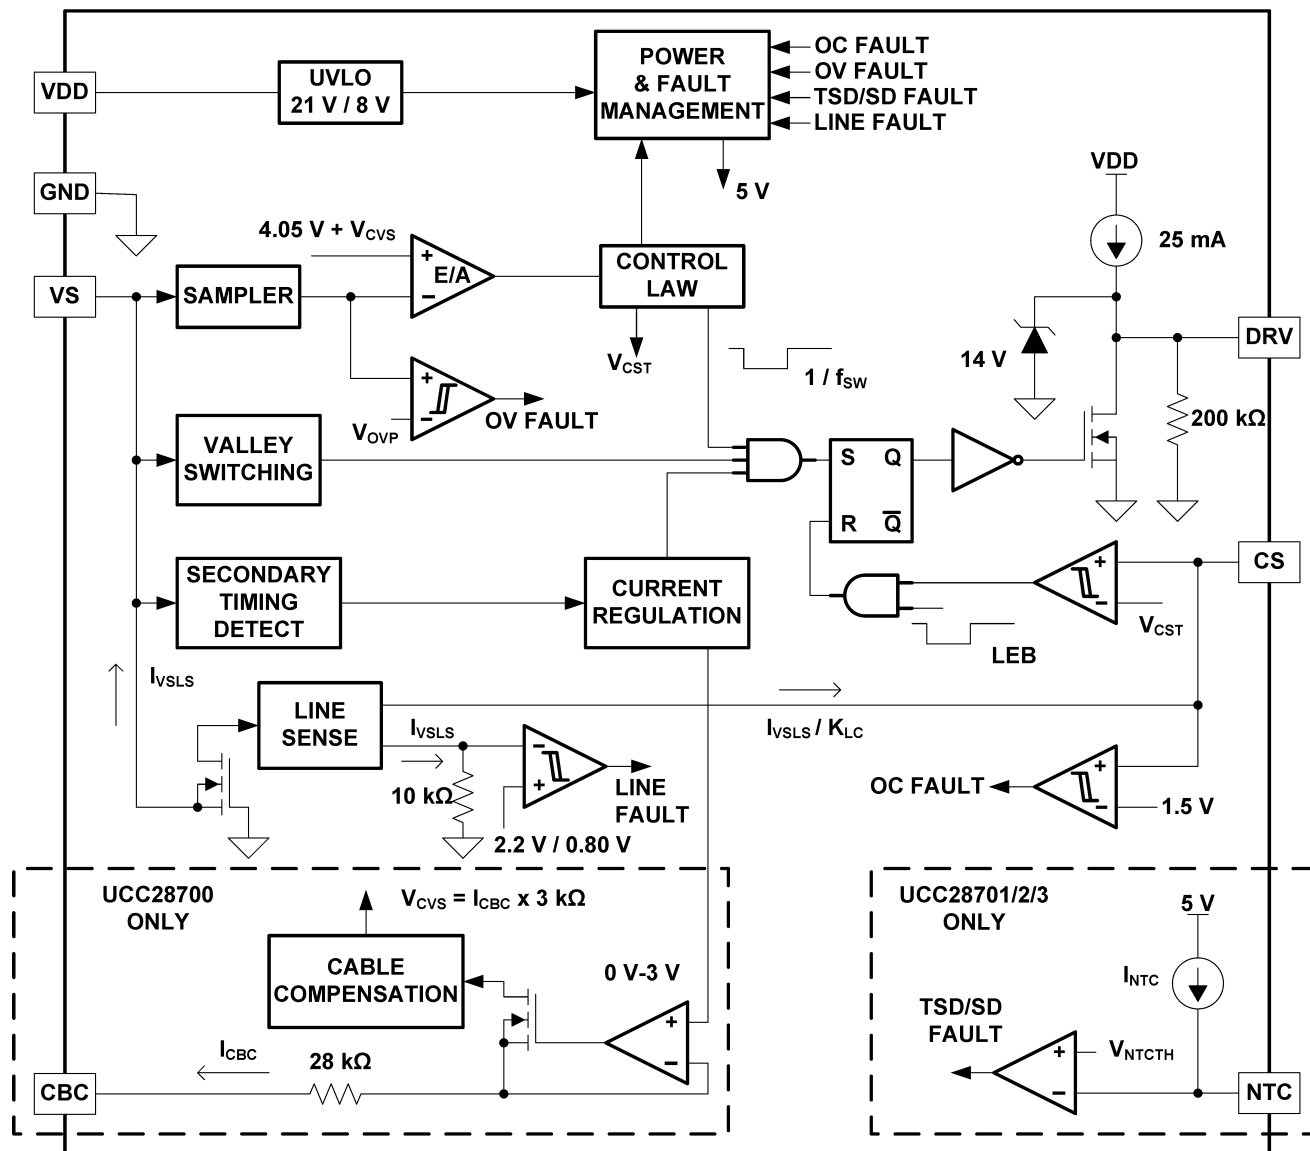 VDD
UVLO
21 V / 8 V
POWER
& FAULT
MANAGEMENT
OC FAULT
OV FAULT
TSD/SD FAULT
LINE FAULT
5 V
GND
VDD
25 mA
4.05 V + VCVS
+
E/A
−
CONTROL
LAW
VS
SAMPLER
VCST
1 / fSW
14 V
DRV
200 kΩ
+
−
VOVP
OV FAULT
VALLEY
SWITCHING
S Q
R Q̅
SECONDARY
TIMING
DETECT
CURRENT
REGULATION
+
−
CS
VCST
LEB
IVSLS
LINE
SENSE
IVSLS
10 kΩ
−
+
LINE
FAULT
2.2 V / 0.80 V
IVSLS / KLC
OC FAULT
+
−
1.5 V
UCC28700
ONLY
VCVS = ICBC x 3 kΩ
CABLE
COMPENSATION
0 V-3 V
+
−
ICBC
28 kΩ
CBC
UCC28701/2/3
ONLY
5 V
INTC
TSD/SD
FAULT
+
−
VNTCTH
NTC